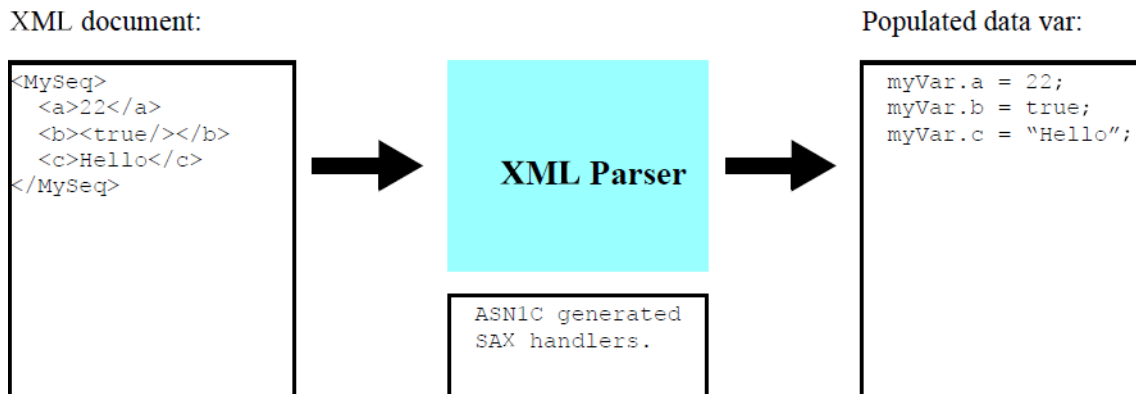 XML document:
<MySeq>
  <a>22</a>
  <b><true/></b>
  <c>Hello</c>
</MySeq>
XML Parser
ASN1C generated
SAX handlers.
Populated data var:
myVar.a = 22;
myVar.b = true;
myVar.c = “Hello”;